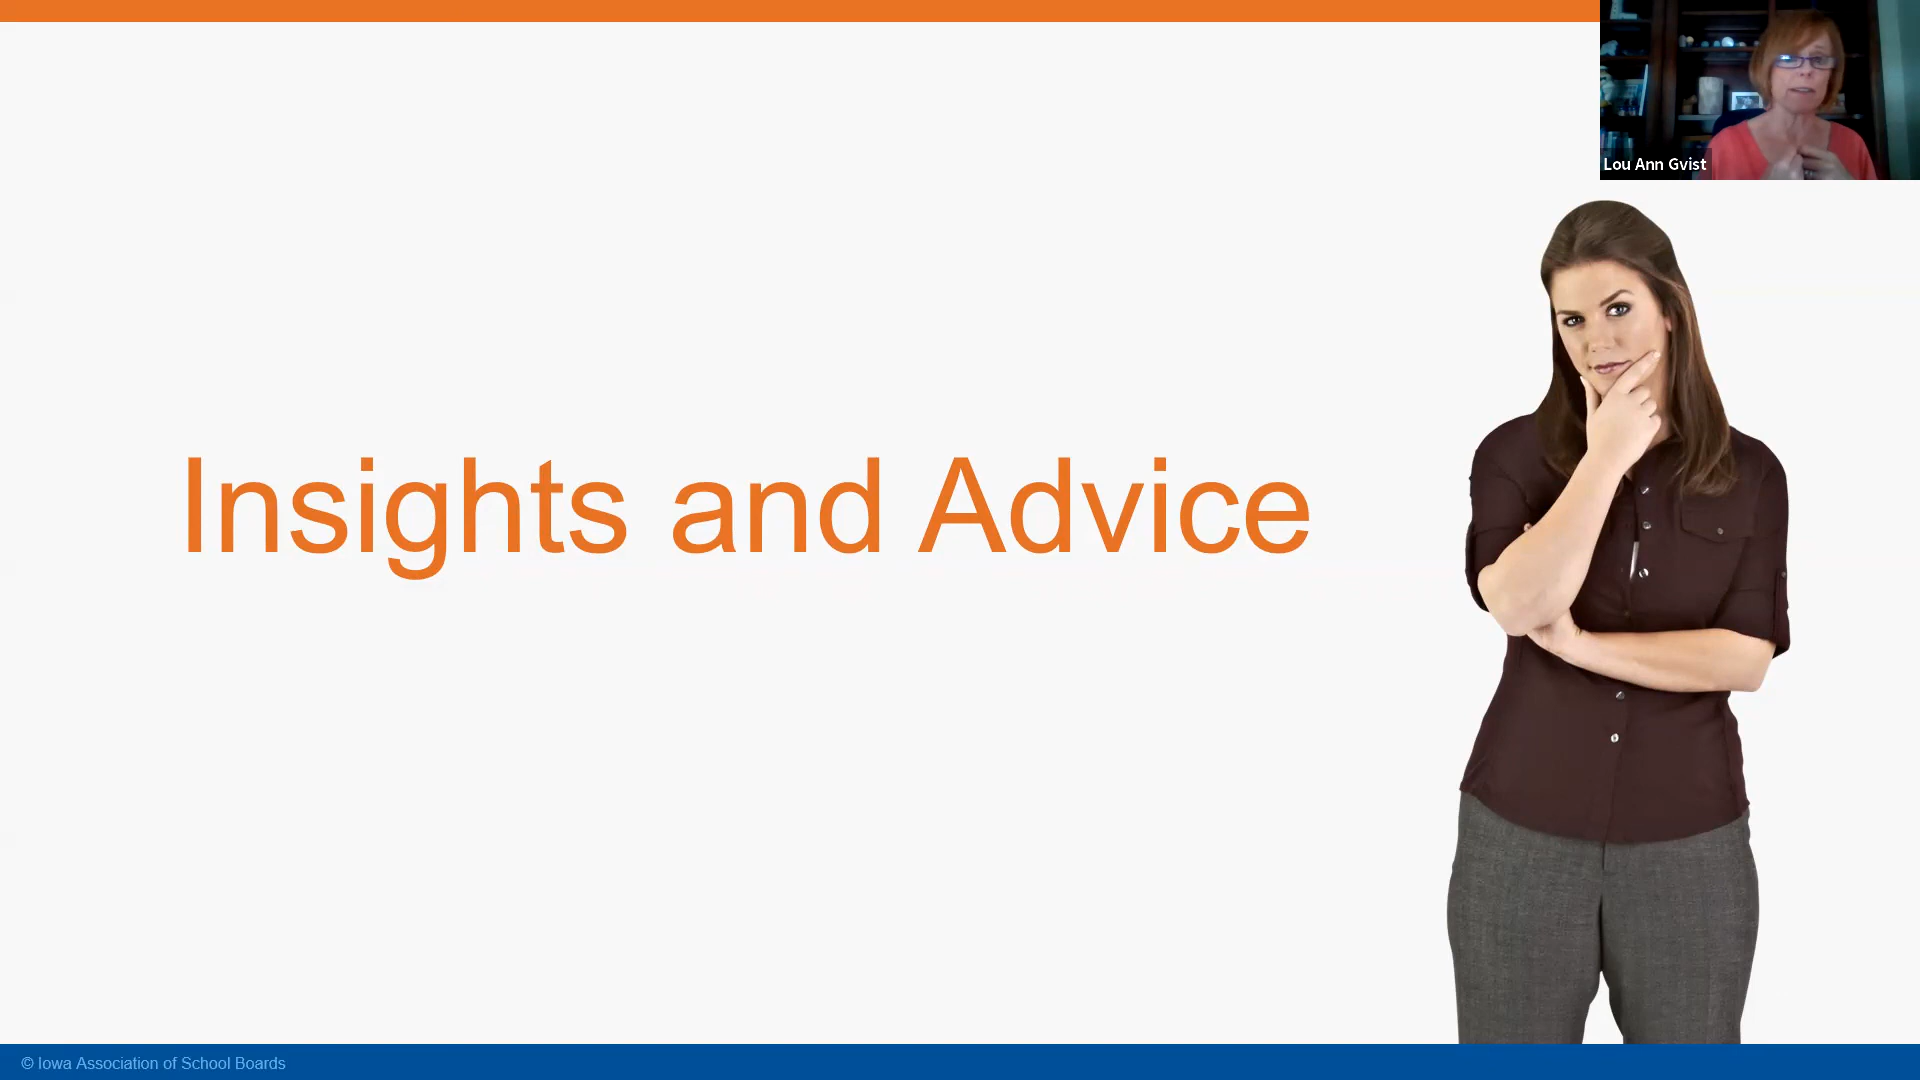 Lou Ann Gvist
Insights and Advice
© Iowa Association of School Boards